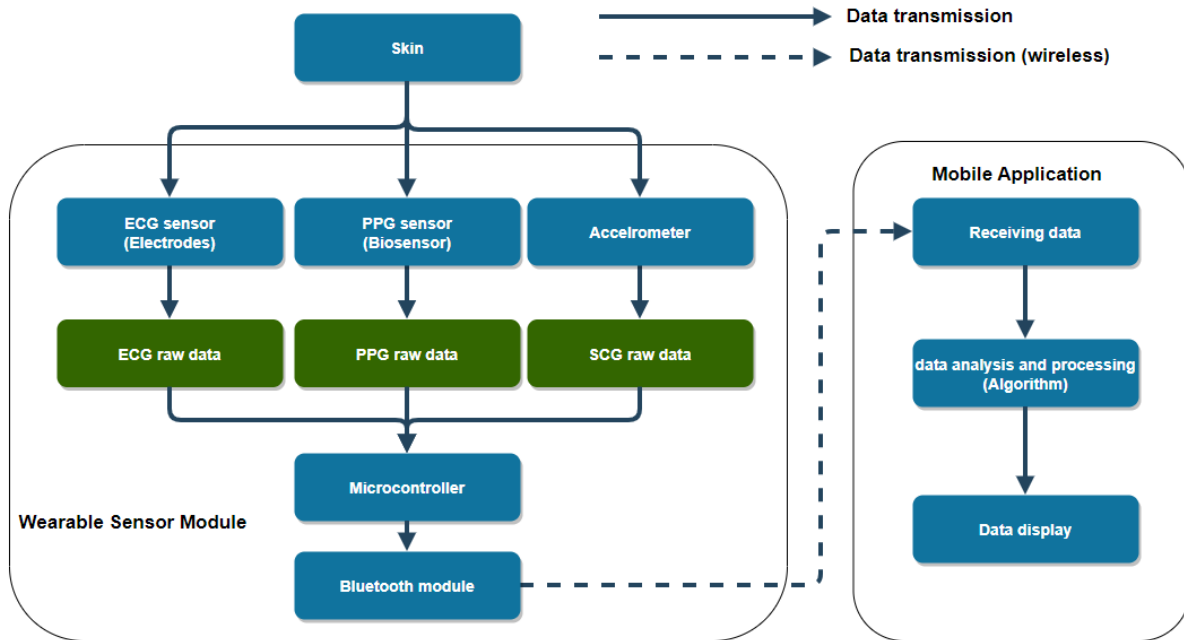 Skin
Data transmission
Data transmission (wireless)
Mobile Application
ECG sensor
(Electrodes)
PPG sensor
(Biosensor)
Accelrometer
Receiving data
ECG raw data
PPG raw data
SCG raw data
data analysis and processing
(Algorithm)
Microcontroller
Wearable Sensor Module
Data display
Bluetooth module